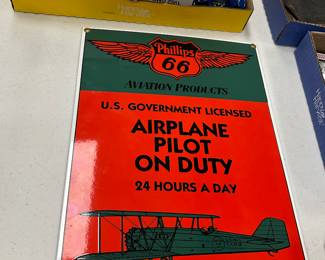 Phillips
66
AVIATION PRODUCTS
U.S. GOVERNMENT LICENSED
AIRPLANE
PILOT
ON DUTY
24 HOURS A DAY